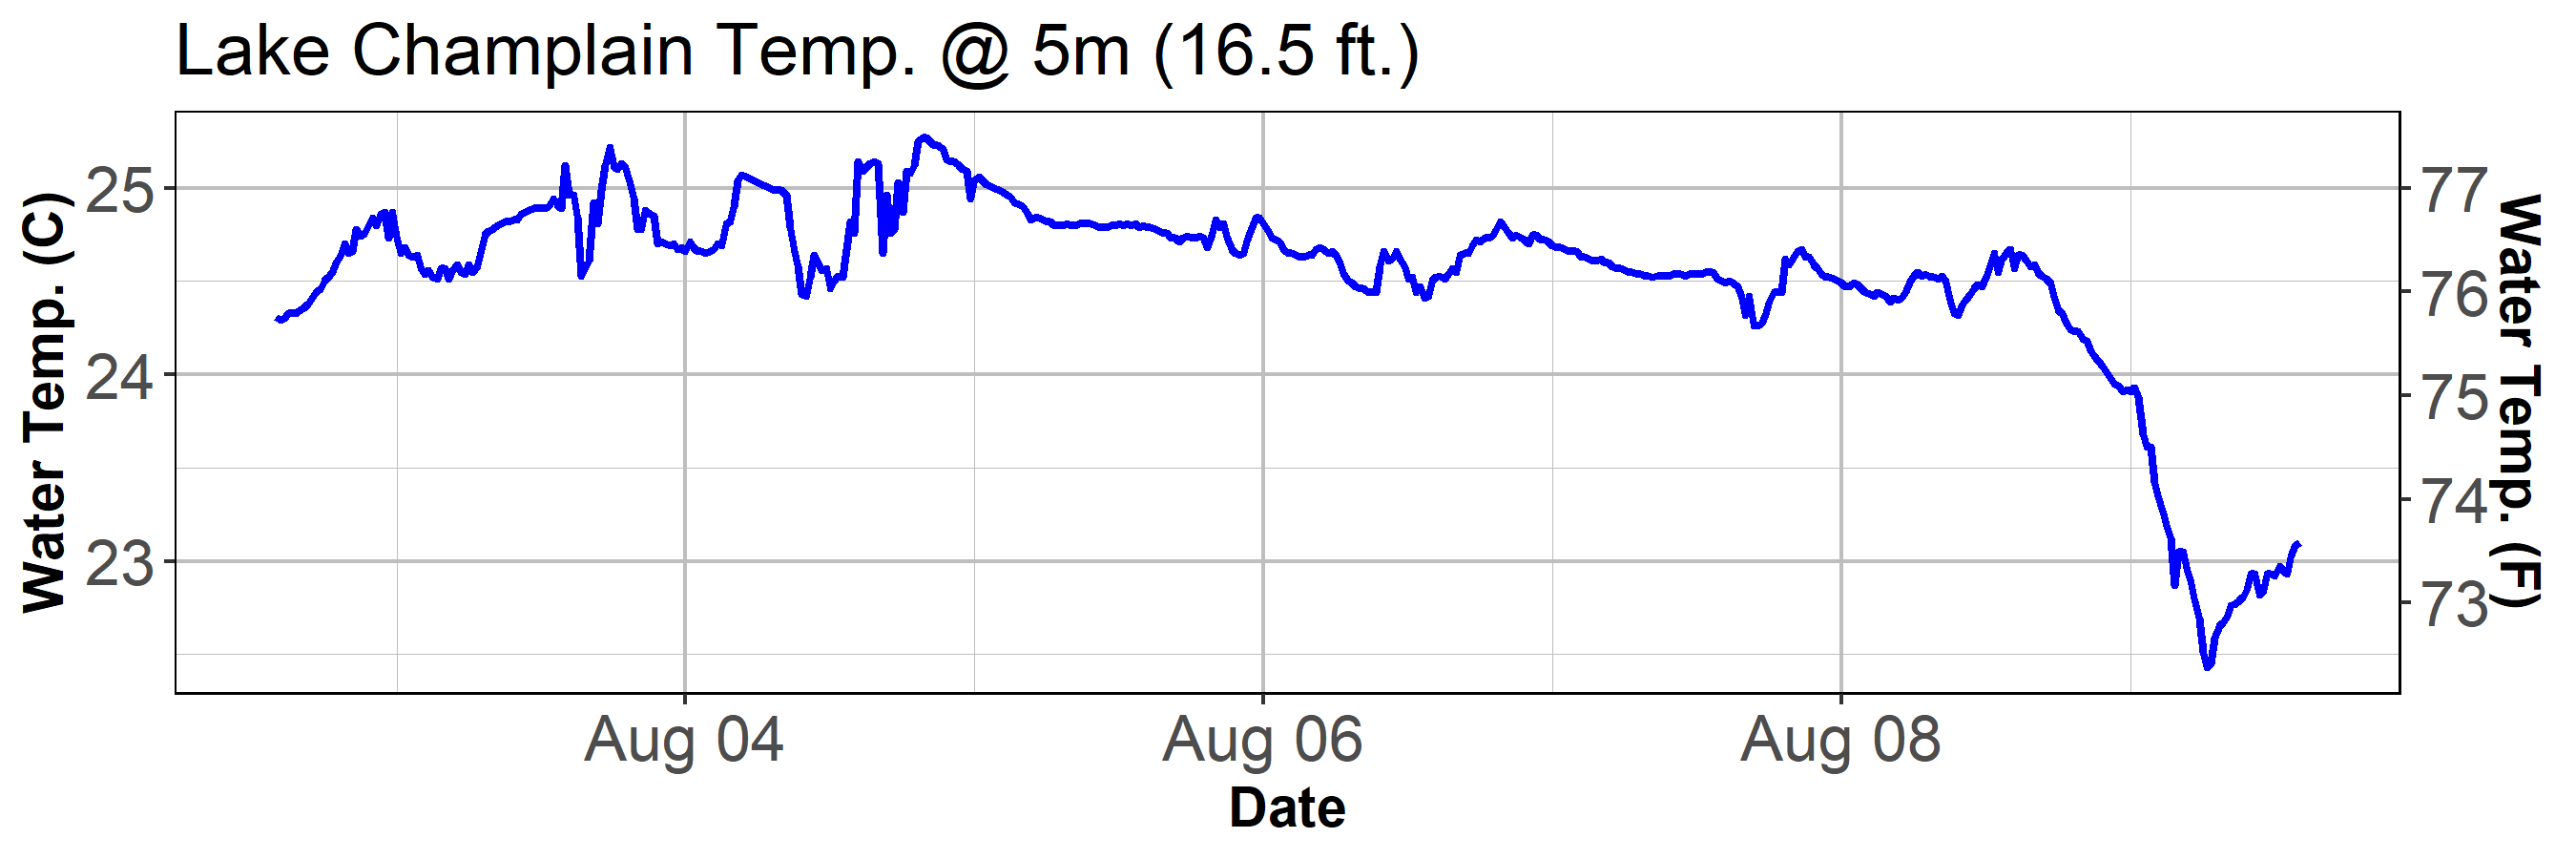 Lake Champlain Temp. @ 5m (16.5 ft.)
Water Temp. (C)
25
24
23
77
76
75
74
73
Water Temp. (F)
Aug 04 Aug 06 Aug 08
Date